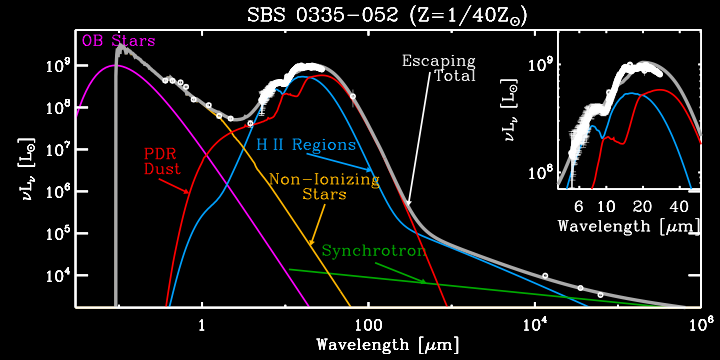 SBS 0335-052 (Z=1/40Z⊙)
OB Stars
Escaping
Total
PDR
Dust
H II Regions
Non-Ionizing
Stars
Synchrotron
νLν [L⊙]
10⁹
10⁸
10⁷
10⁶
10⁵
10⁴
1
100
10⁴
10⁶
Wavelength [μm]
νLν [L⊙]
10⁹
10⁸
6
10
20
40
Wavelength [μm]